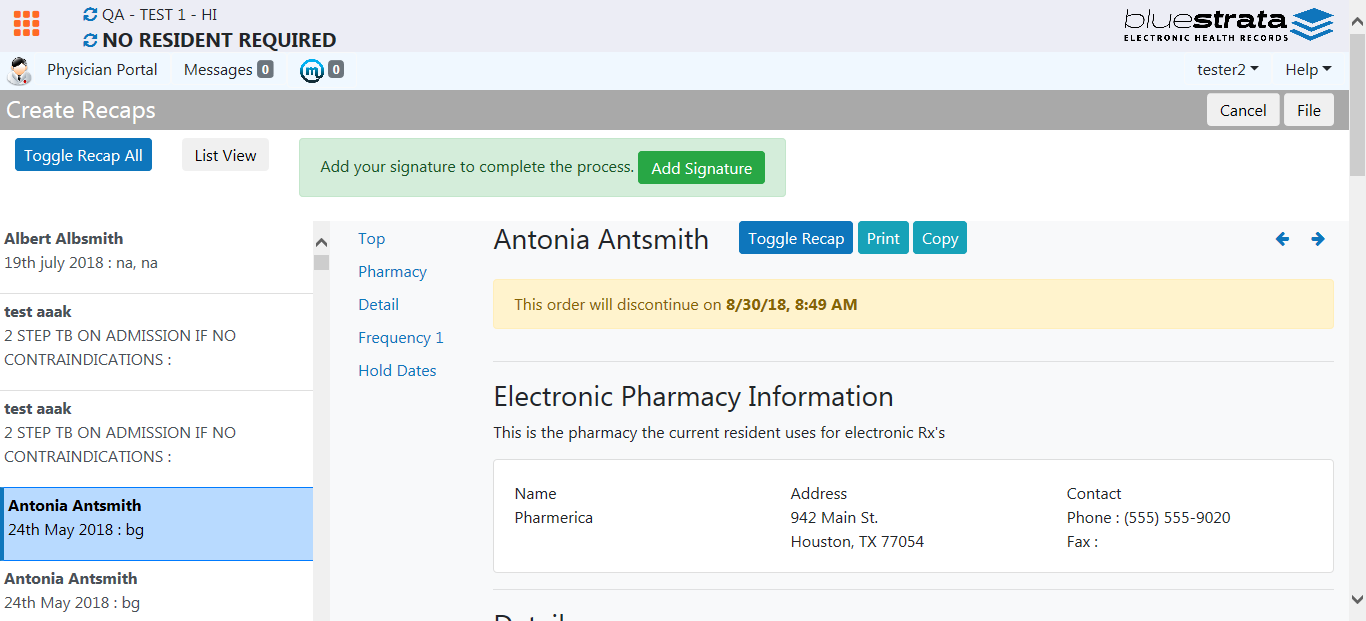 QA - TEST 1 - HI
NO RESIDENT REQUIRED
bluestrata
ELECTRONIC HEALTH RECORDS
Physician Portal Messages 0 m 0 tester2 Help
Create Recaps Cancel File
Toggle Recap All List View Add your signature to complete the process. Add Signature
Albert Albsmith
19th july 2018 : na, na
test aaak
2 STEP TB ON ADMISSION IF NO
CONTRAINDICATIONS :
test aaak
2 STEP TB ON ADMISSION IF NO
CONTRAINDICATIONS :
Antonia Antsmith
24th May 2018 : bg
Antonia Antsmith
24th May 2018 : bg
Top
Pharmacy
Detail
Frequency 1
Hold Dates
Antonia Antsmith Toggle Recap Print Copy
This order will discontinue on 8/30/18, 8:49 AM
Electronic Pharmacy Information
This is the pharmacy the current resident uses for electronic Rx's
Name
Pharmerica
Address
942 Main St.
Houston, TX 77054
Contact
Phone : (555) 555-9020
Fax :